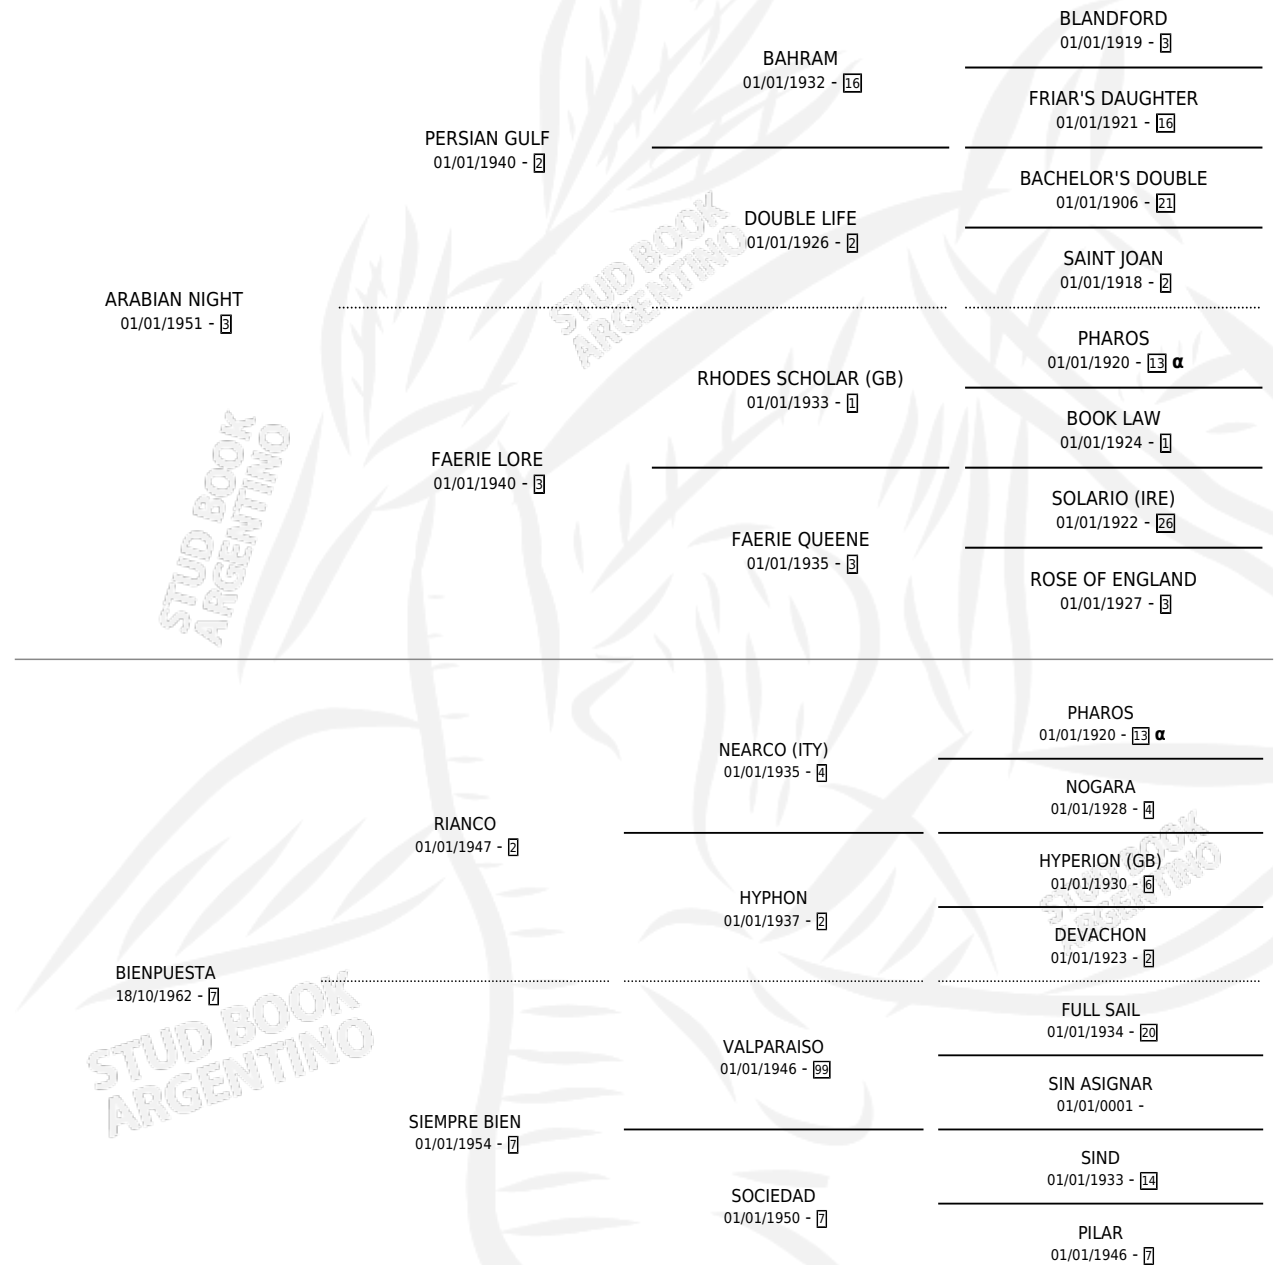 BLANDFORD
01/01/1919 - 3
BAHRAM
01/01/1932 - 16
FRIAR'S DAUGHTER
01/01/1921 - 16
PERSIAN GULF
01/01/1940 - 2
BACHELOR'S DOUBLE
01/01/1906 - 21
DOUBLE LIFE
01/01/1926 - 2
SAINT JOAN
01/01/1918 - 2
ARABIAN NIGHT
01/01/1951 - 3
PHAROS
01/01/1920 - 13 α
RHODES SCHOLAR (GB)
01/01/1933 - 1
BOOK LAW
01/01/1924 - 1
FAERIE LORE
01/01/1940 - 3
SOLARIO (IRE)
01/01/1922 - 26
FAERIE QUEENE
01/01/1935 - 3
ROSE OF ENGLAND
01/01/1927 - 3
PHAROS
01/01/1920 - 13 α
NEARCO (ITY)
01/01/1935 - 4
NOGARA
01/01/1928 - 4
RIANCO
01/01/1947 - 2
HYPERION (GB)
01/01/1930 - 6
HYPHON
01/01/1937 - 2
DEVACHON
01/01/1923 - 2
BIENPUESTA
18/10/1962 - 7
FULL SAIL
01/01/1934 - 20
VALPARAISO
01/01/1946 - 99
SIN ASIGNAR
01/01/0001 -
SIEMPRE BIEN
01/01/1954 - 7
SIND
01/01/1933 - 14
SOCIEDAD
01/01/1950 - 7
PILAR
01/01/1946 - 7
STUD BOOK
ARGENTINO
STUD BOOK
ARGENTINO
STUD BOOK
ARGENTINO
STUD BOOK
ARGENTINO